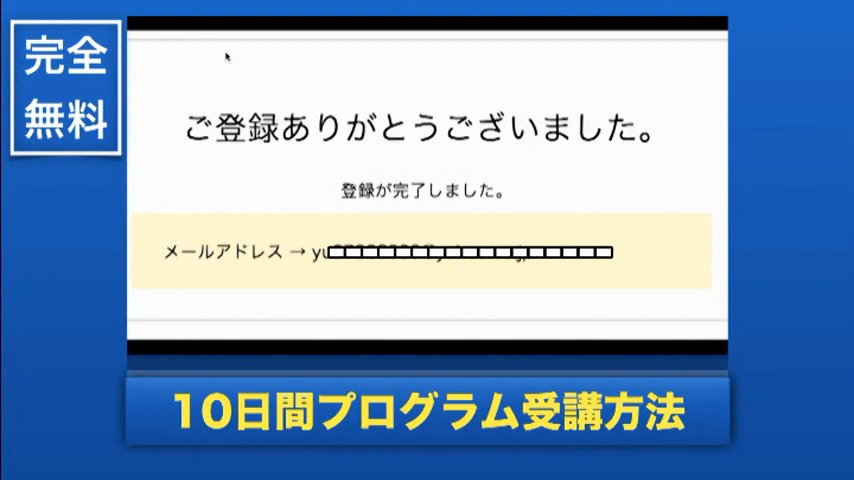 完全
無料
ご登録ありがとうございました。
登録が完了しました。
メールアドレス → yu
10日間プログラム受講方法